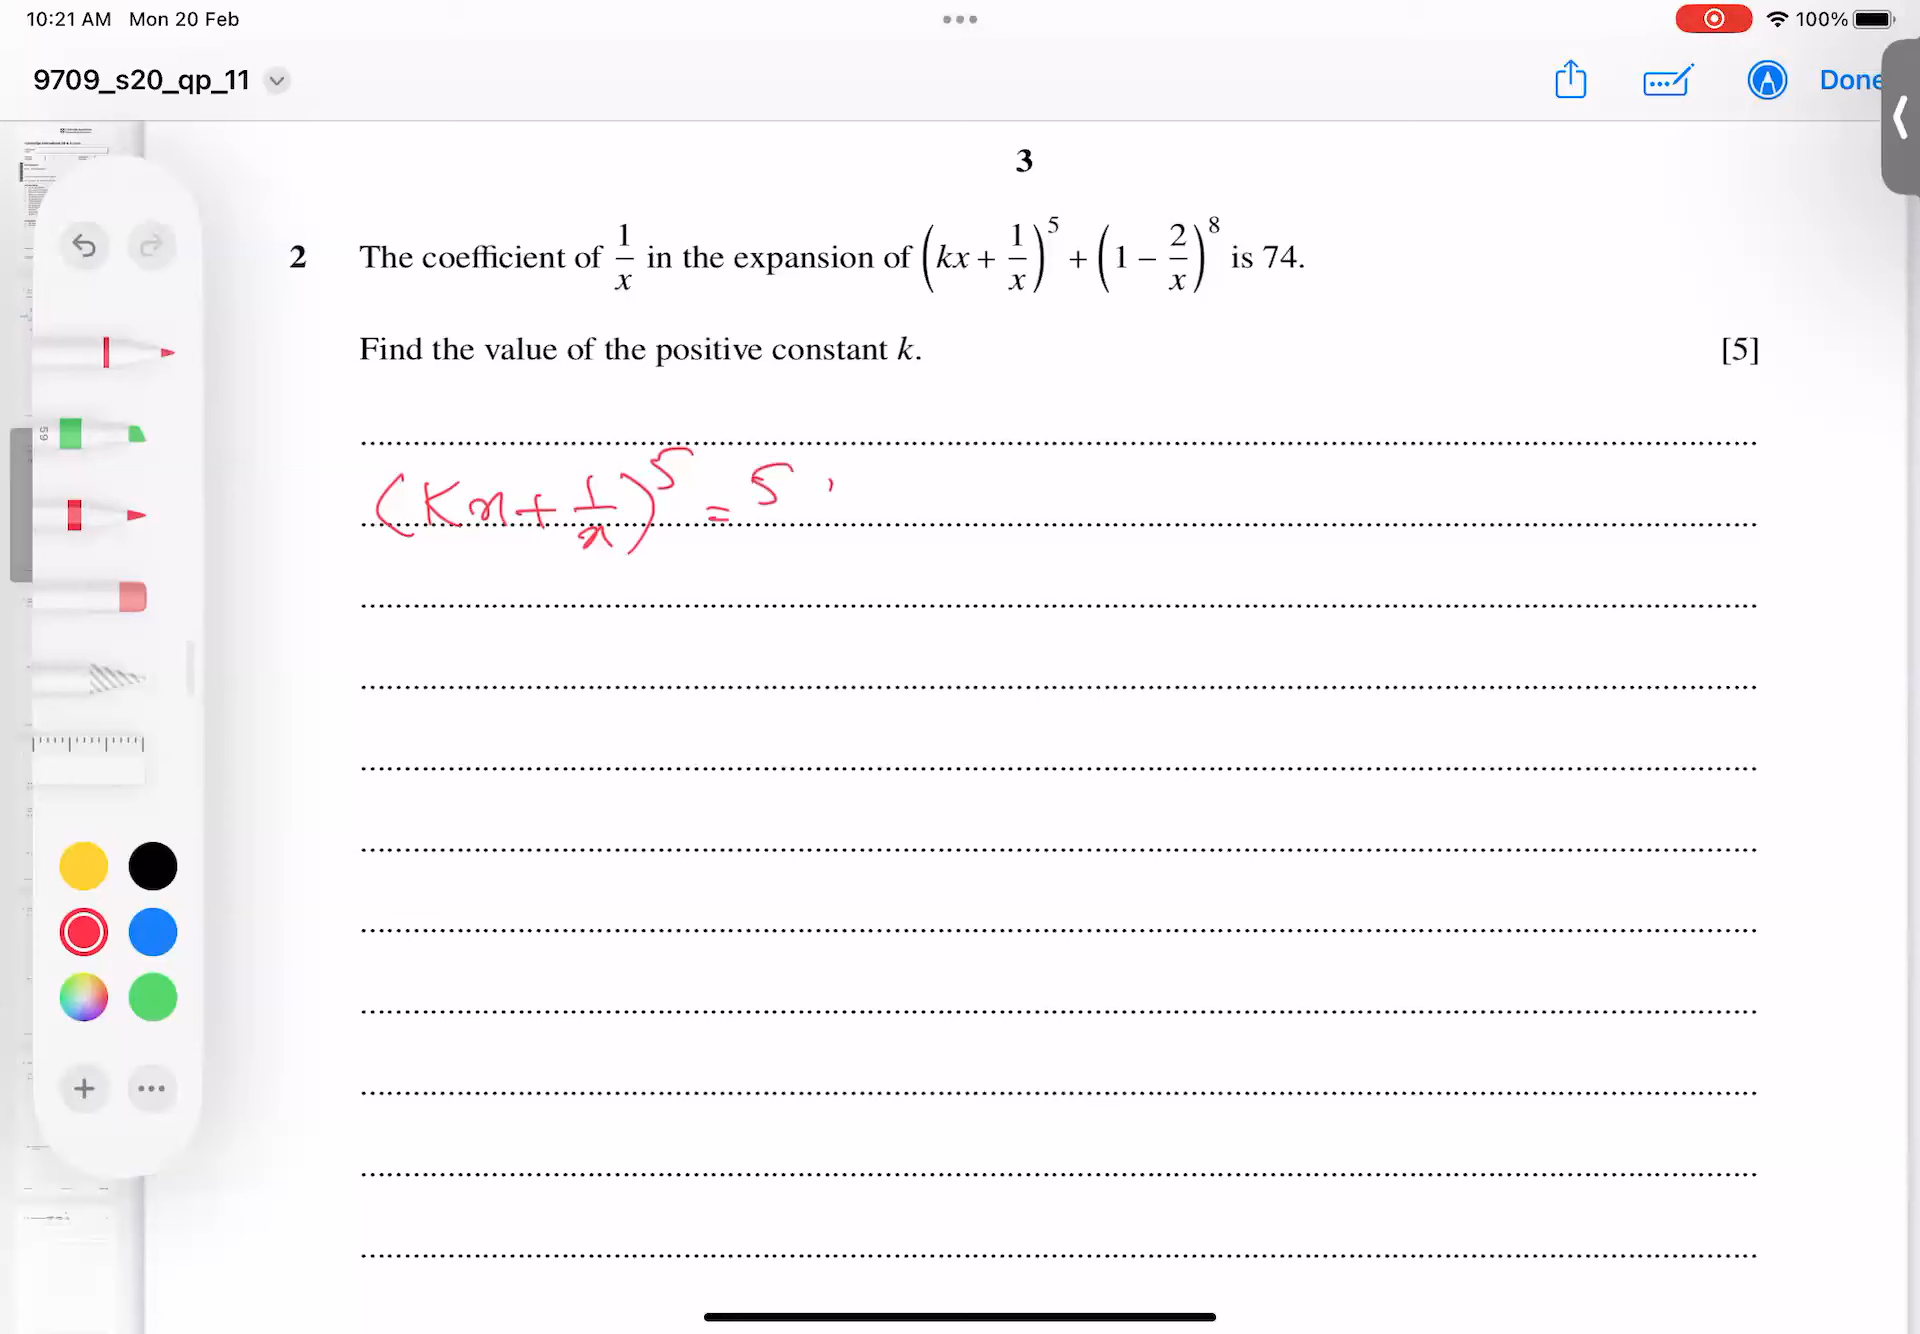 10:21 AM Mon 20 Feb
100%
9709_s20_qp_11
Done
3
2 The coefficient of 1/x in the expansion of (kx + 1/x)^5 + (1 − 2/x)^8 is 74.
Find the value of the positive constant k. [5]
(Kx + 1/x)^5 = 5
59